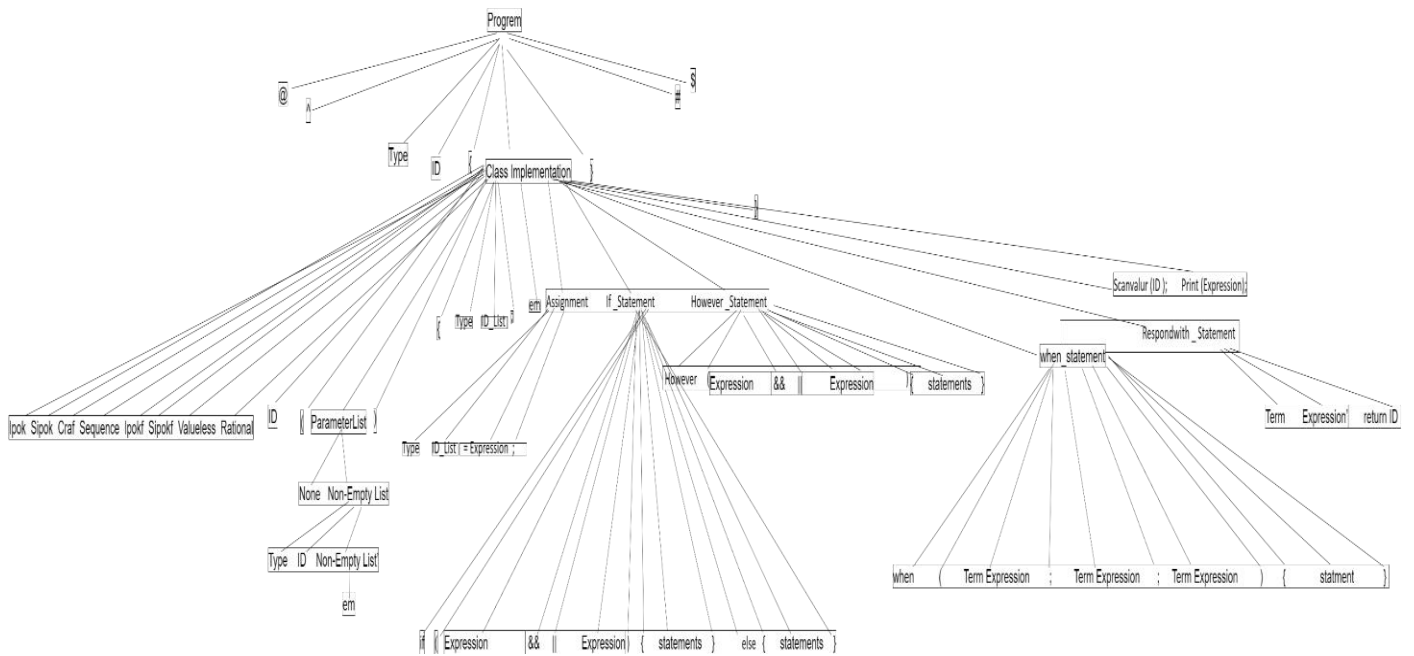 Progrem
@ ^ # $
Type ID { Class Implementation }
}
Scanvalur (ID ); Print (Expression);
{ Type ID_List ; em Assignment If _Statement However_Statement
Respondwith _ Statement
when_statement
However ( Expression && || Expression ) { statements }
Ipok Sipok Craf Sequence Ipokf Sipokf Valueless Rational ID ( ParameterList )
Term Expression' return ID
Type ID_List = Expression ;
None Non-Empty List
Type ID Non-Empty List'
when ( Term Expression ; Term Expression ; Term Expression ) { statment }
em
if ( Expression && || Expression) { statements } else { statements }